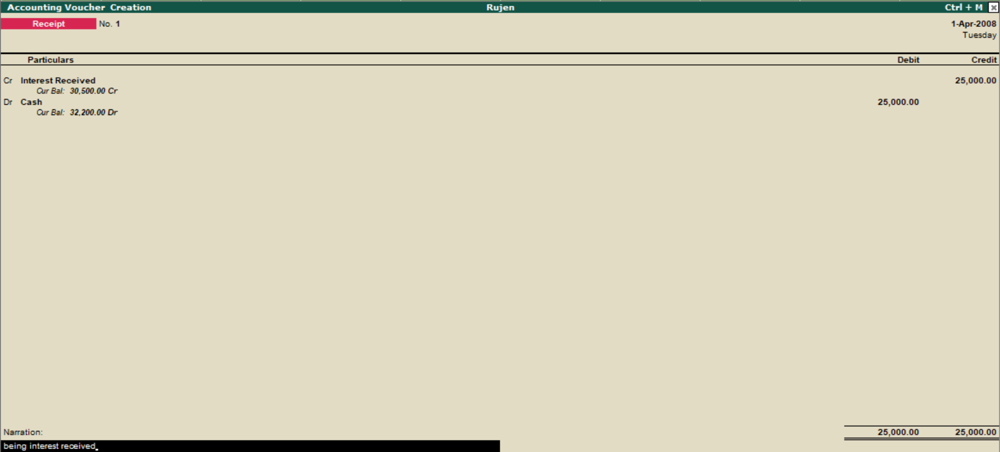 Accounting Voucher Creation Rujen Ctrl + M
Receipt No. 1 1-Apr-2008
Tuesday
Particulars Debit Credit
Cr Interest Received 25,000.00
Cur Bal: 30,500.00 Cr
Dr Cash 25,000.00
Cur Bal: 32,200.00 Dr
Narration: 25,000.00 25,000.00
being interest received